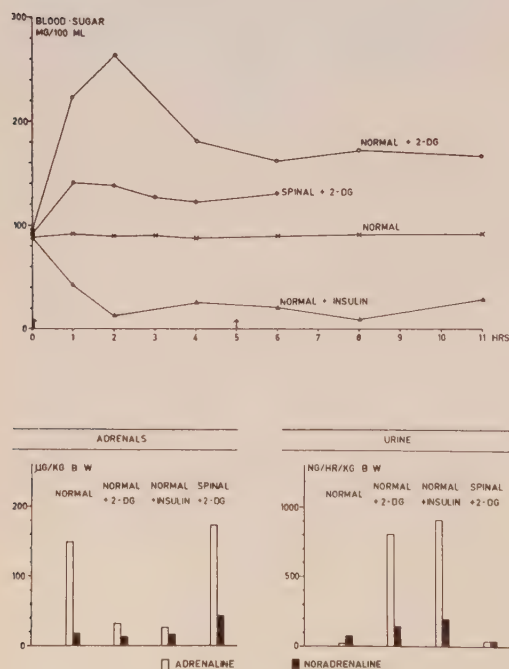 300
BLOOD-SUGAR
MG/100 ML
200
100
0
NORMAL + 2-DG
SPINAL + 2-DG
NORMAL
NORMAL + INSULIN
0 1 2 3 4 5 6 7 8 9 10 11 HRS
ADRENALS
µG/KG B W
NORMAL NORMAL + 2-DG NORMAL +INSULIN SPINAL +2-DG
200
100
0
URINE
NG/HR/KG B W
NORMAL NORMAL + 2-DG NORMAL +INSULIN SPINAL +2-DG
1000
500
0
ADRENALINE NORADRENALINE